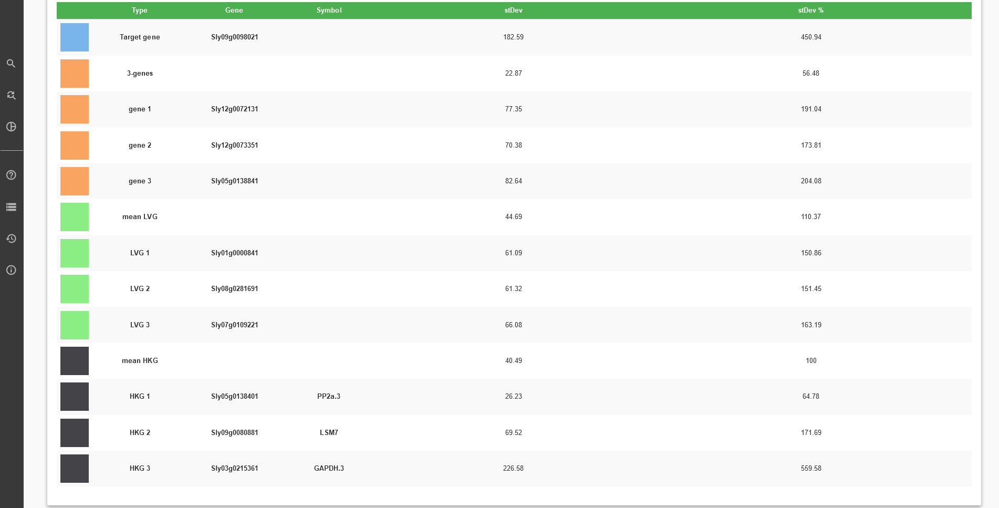 Type Gene Symbol stDev stDev %
Target gene Sly09g0098021 182.59 450.94
3-genes 22.87 56.48
gene 1 Sly12g0072131 77.35 191.04
gene 2 Sly12g0073351 70.38 173.81
gene 3 Sly05g0138841 82.64 204.08
mean LVG 44.69 110.37
LVG 1 Sly01g0000841 61.09 150.86
LVG 2 Sly08g0281691 61.32 151.45
LVG 3 Sly07g0109221 66.08 163.19
mean HKG 40.49 100
HKG 1 Sly05g0138401 PP2a.3 26.23 64.78
HKG 2 Sly09g0080881 LSM7 69.52 171.69
HKG 3 Sly03g0215361 GAPDH.3 226.58 559.58